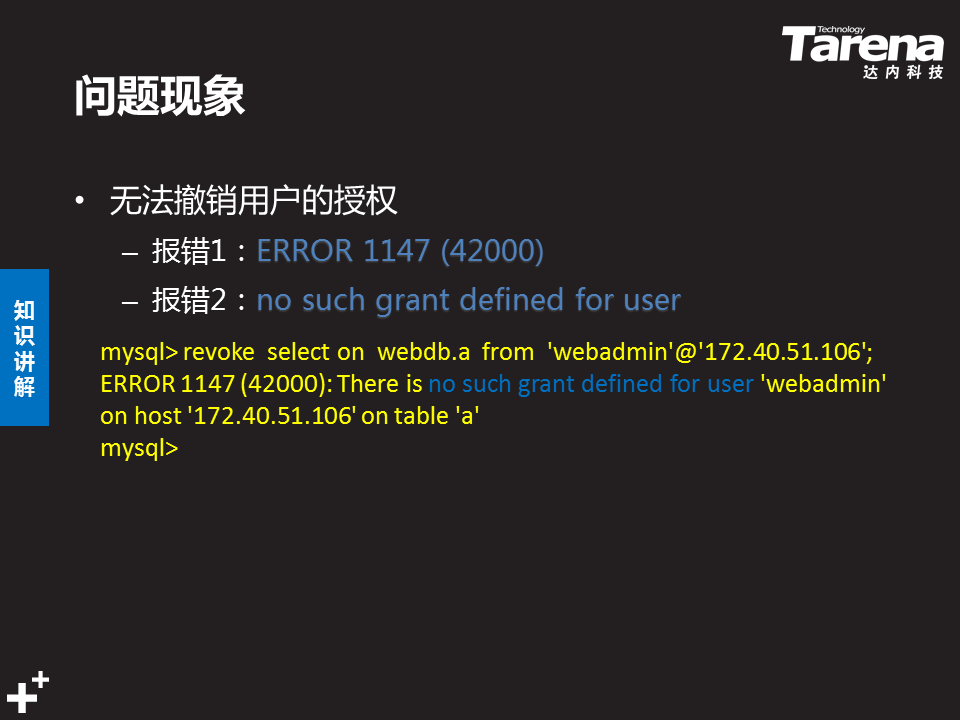 Technology
Tarena
达内科技
问题现象
• 无法撤销用户的授权
– 报错1：ERROR 1147 (42000)
– 报错2：no such grant defined for user
知识讲解
mysql> revoke  select on  webdb.a  from  'webadmin'@'172.40.51.106';
ERROR 1147 (42000): There is no such grant defined for user 'webadmin'
on host '172.40.51.106' on table 'a'
mysql>